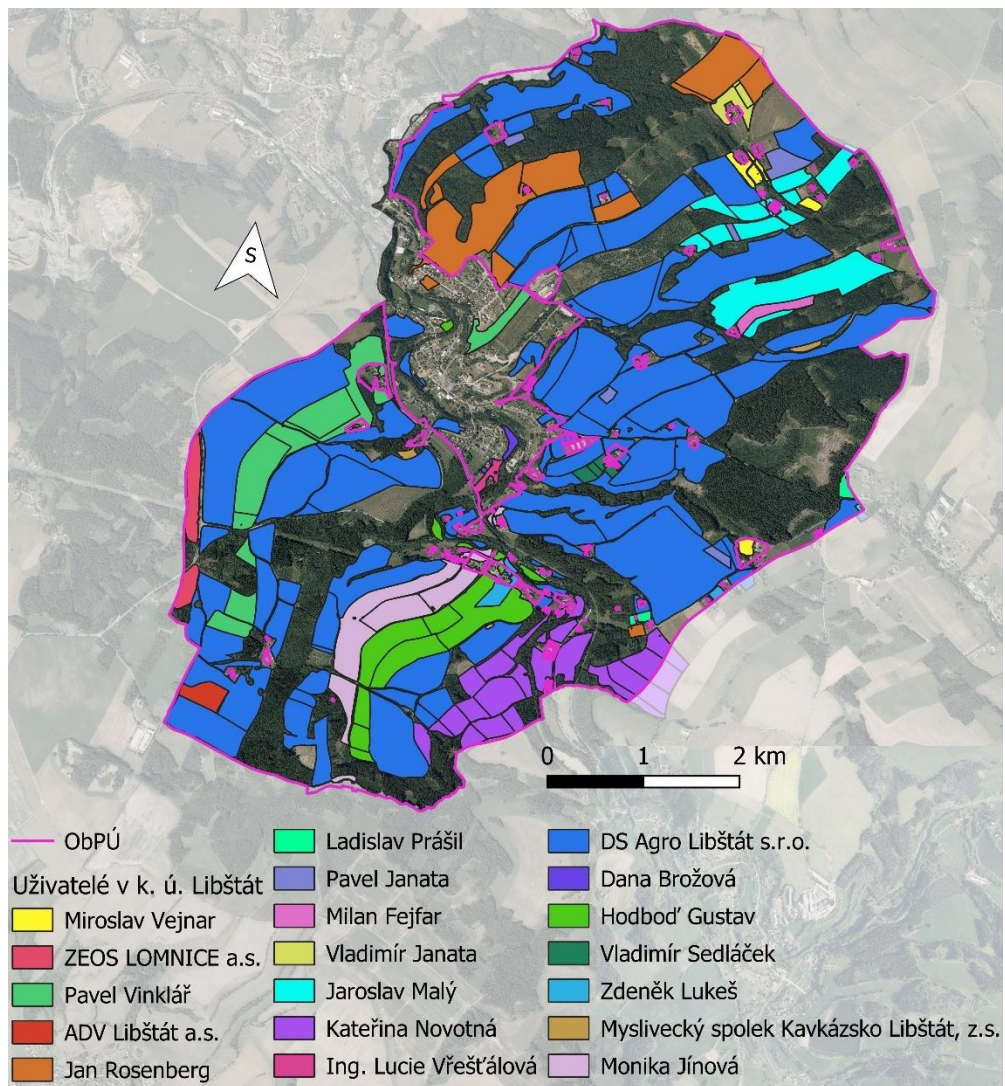 S
0 1 2 km
ObPÚ
Uživatelé v k. ú. Libštát
Miroslav Vejnar
ZEOS LOMNICE a.s.
Pavel Vinklář
ADV Libštát a.s.
Jan Rosenberg
Ladislav Prášil
Pavel Janata
Milan Fejfar
Vladimír Janata
Jaroslav Malý
Kateřina Novotná
Ing. Lucie Vřešťálová
DS Agro Libštát s.r.o.
Dana Brožová
Hodboď Gustav
Vladimír Sedláček
Zdeněk Lukeš
Myslivecký spolek Kavkázsko Libštát, z.s.
Monika Jínová